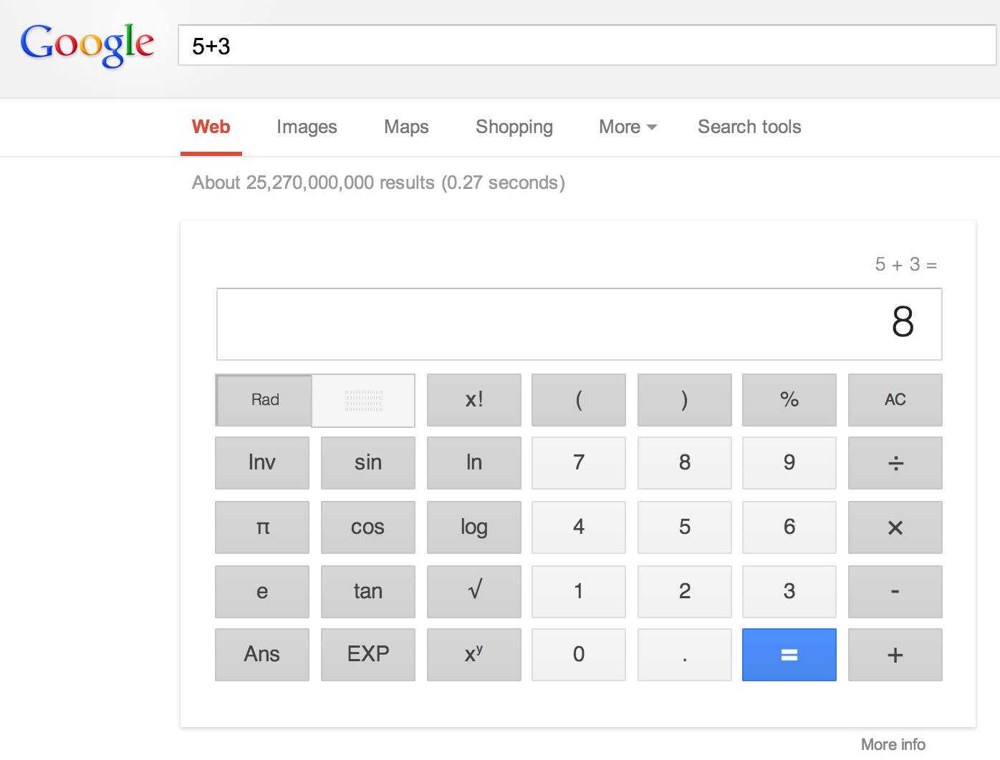 Google 5+3
Web Images Maps Shopping More Search tools
About 25,270,000,000 results (0.27 seconds)
5 + 3 =
8
Rad x! ( ) % AC
Inv sin ln 7 8 9 ÷
π cos log 4 5 6 ×
e tan √ 1 2 3 -
Ans EXP xʸ 0 . = +
More info